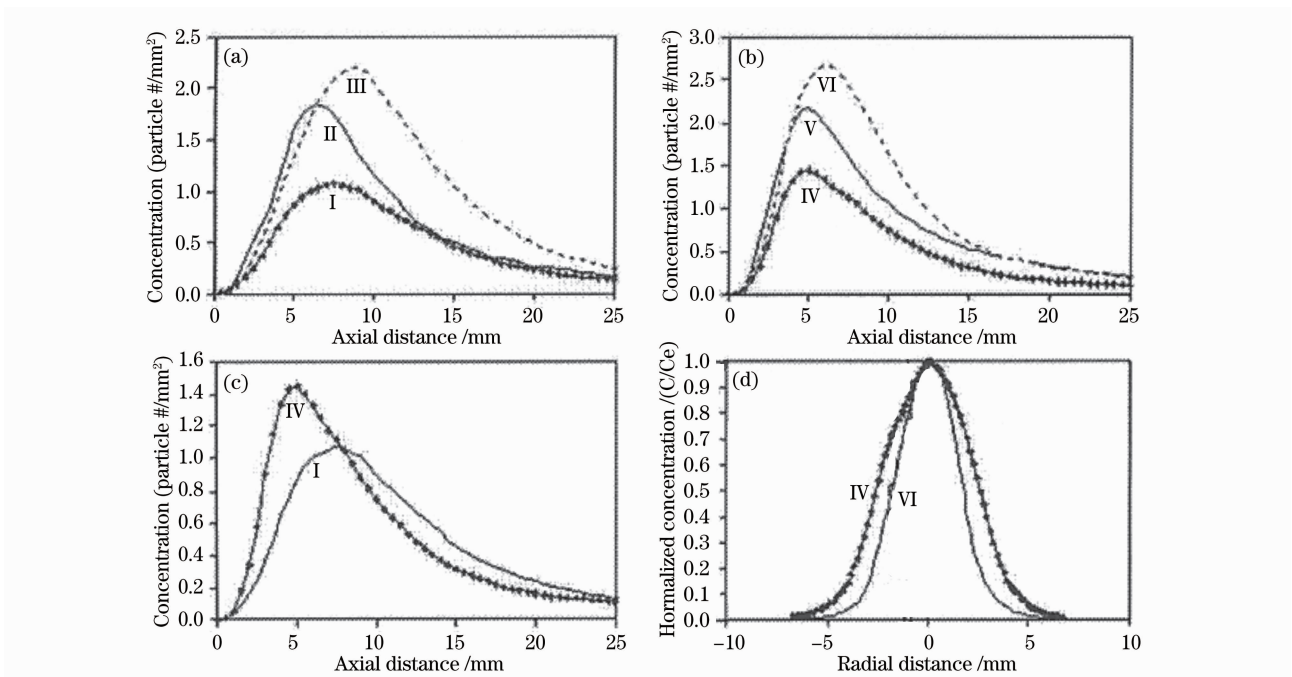 (a)
Concentration (particle #/mm²)
2.5
2.0
1.5
1.0
0.5
0.0
III
II
I
0 5 10 15 20 25
Axial distance /mm
(b)
Concentration (particle #/mm²)
3.0
2.5
2.0
1.5
1.0
0.5
0.0
VI
V
IV
0 5 10 15 20 25
Axial distance /mm
(c)
Concentration (particle #/mm²)
1.6
1.4
1.2
1.0
0.8
0.6
0.4
0.2
0.0
IV
I
0 5 10 15 20 25
Axial distance /mm
(d)
Hormalized concentration /(C/Ce)
1.0
0.9
0.8
0.7
0.6
0.5
0.4
0.3
0.2
0.1
0.0
IV
VI
−10 −5 0 5 10
Radial distance /mm